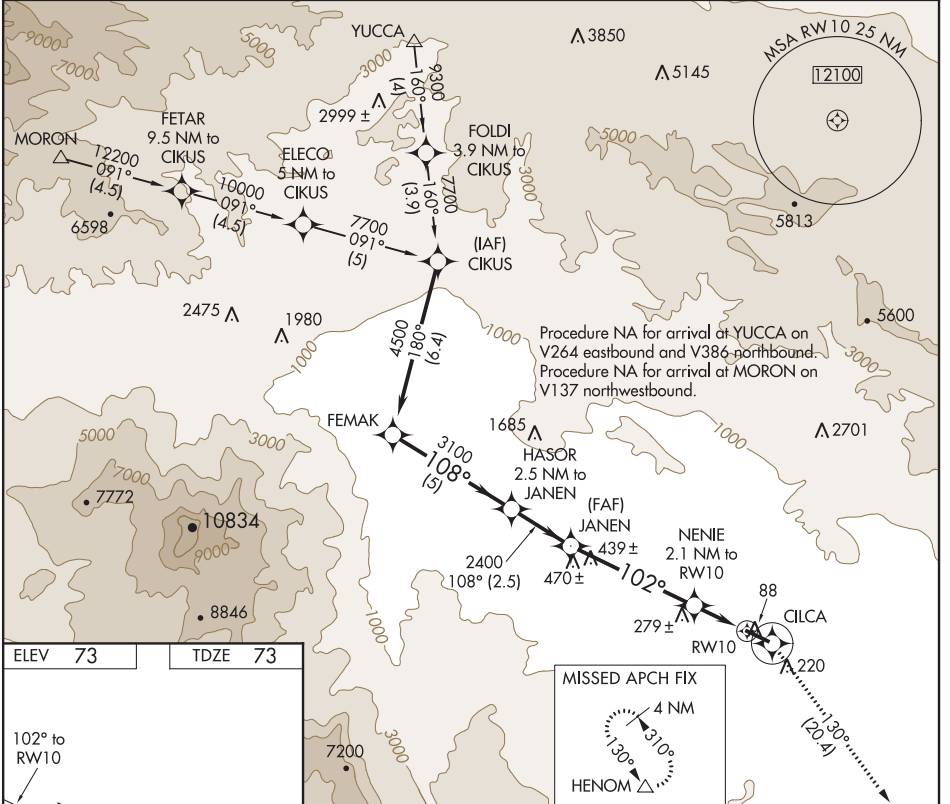 9000
7000
5000
YUCCA
3000
9300
160°
(4)
3850
5145
MSA RW10 25 NM
12100
2999 ±
MORON
12200
091°
(4.5)
FETAR
9.5 NM to
CIKUS
10000
091°
(4.5)
ELECO
5 NM to
CIKUS
FOLDI
3.9 NM to
CIKUS
7700
160°
(3.9)
3000
5000
5813
6598
7700
091°
(5)
(IAF)
CIKUS
2475
1980
1000
4500
180°
(6.4)
1000
5600
3000
Procedure NA for arrival at YUCCA on
V264 eastbound and V386 northbound.
Procedure NA for arrival at MORON on
V137 northwestbound.
FEMAK
3100
108°
(5)
1685
HASOR
2.5 NM to
JANEN
1000
2701
5000
3000
7000
7772
10834
9000
8846
2400
108° (2.5)
(FAF)
JANEN
439 ±
470 ±
102°
NENIE
2.1 NM to
RW10
279 ±
88
CILCA
RW10
220
130°
(20.4)
1000
3000
7200
ELEV 73
TDZE 73
102° to
RW10
MISSED APCH FIX
4 NM
310°
130°
HENOM